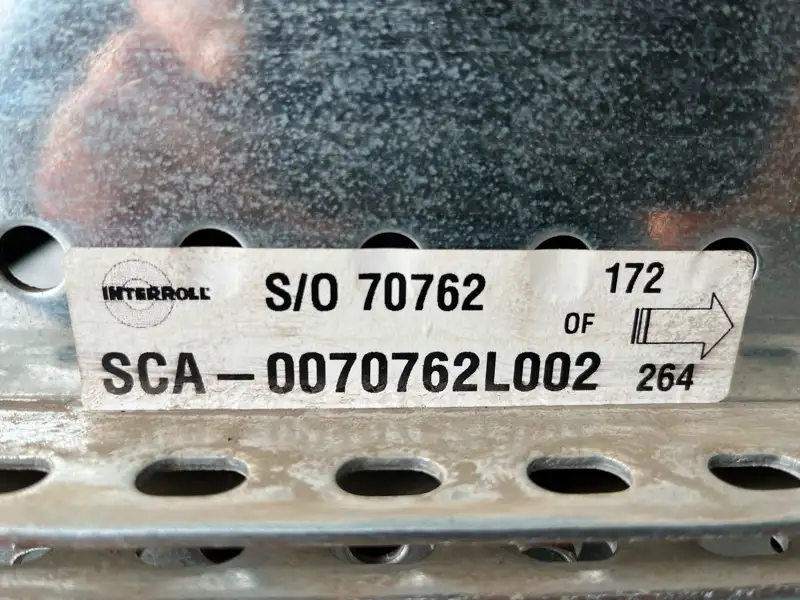 INTERROLL
S/O 70762
172
OF
264
SCA-0070762L002